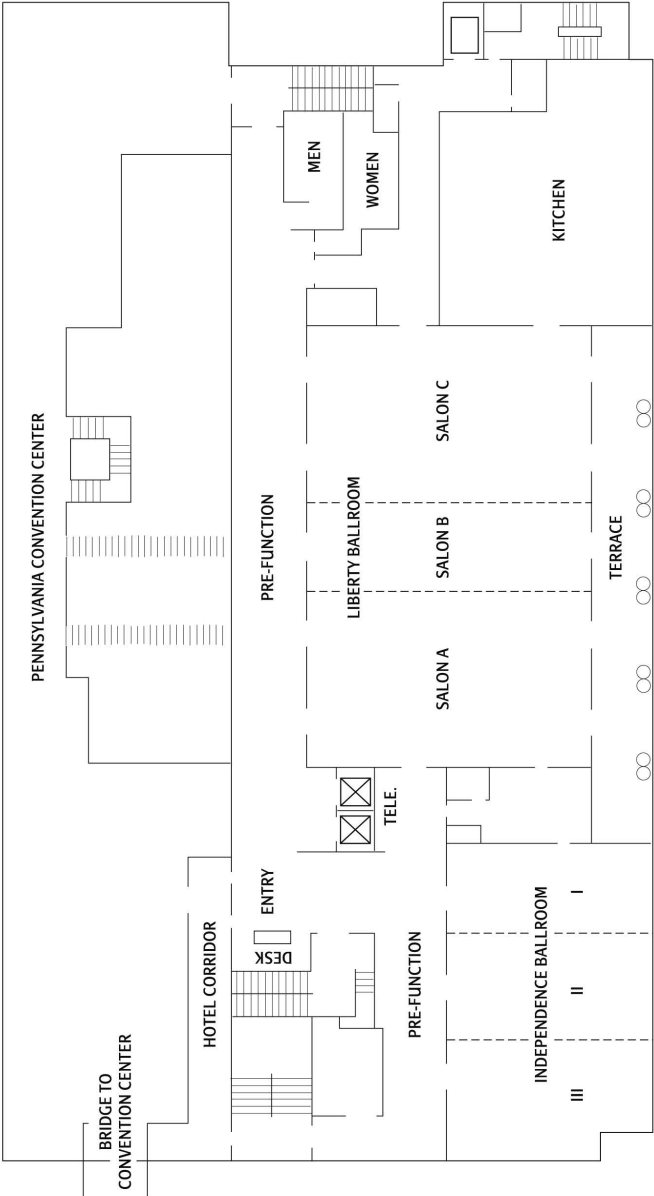 PENNSYLVANIA CONVENTION CENTER
BRIDGE TO
CONVENTION CENTER
HOTEL CORRIDOR
DESK
ENTRY
PRE-FUNCTION
MEN
WOMEN
LIBERTY BALLROOM
SALON A
SALON B
SALON C
TELE.
PRE-FUNCTION
KITCHEN
TERRACE
INDEPENDENCE BALLROOM
III
II
I